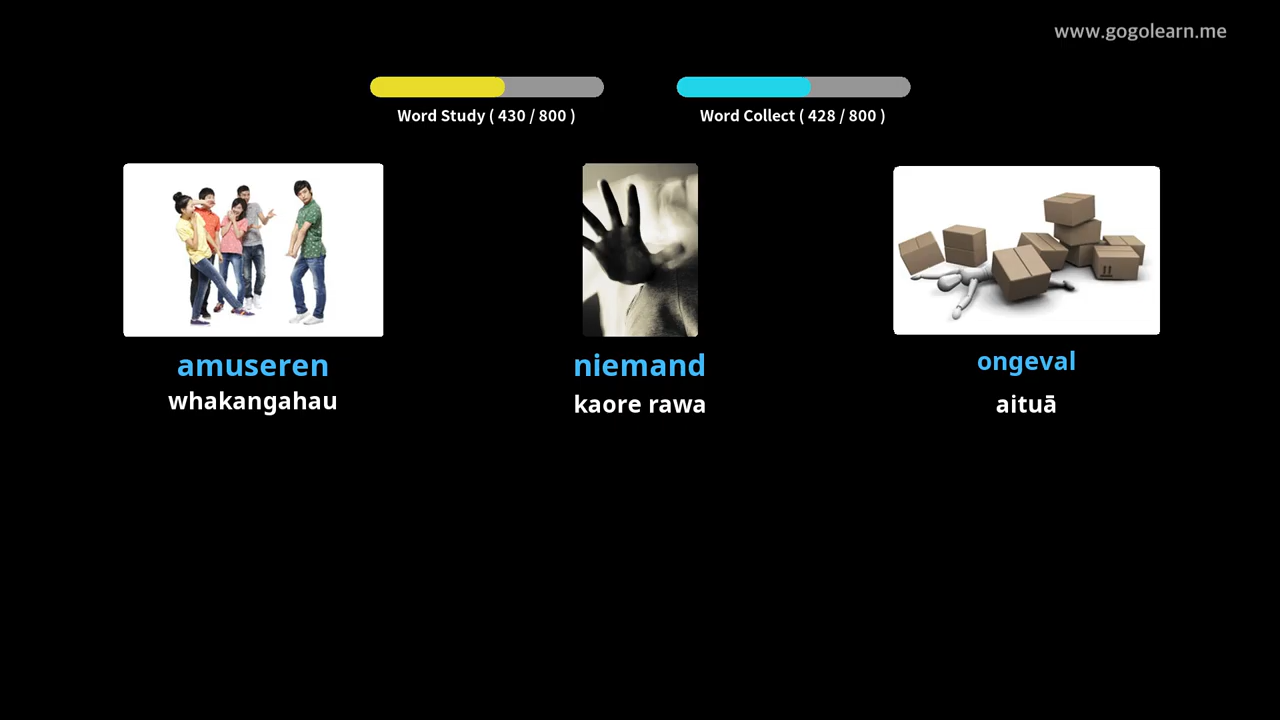 www.gogolearn.me
Word Study ( 430 / 800 )
Word Collect ( 428 / 800 )
amuseren
whakangahau
niemand
kaore rawa
ongeval
aituā